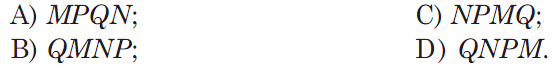 A) MPQN; C) NPMQ;
B) QMNP; D) QNPM.